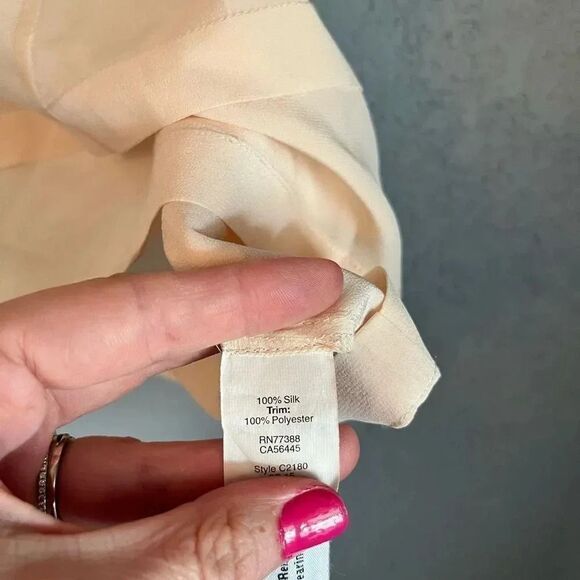 100% Silk
Trim:
100% Polyester
RN77388
CA56445
Style C2180